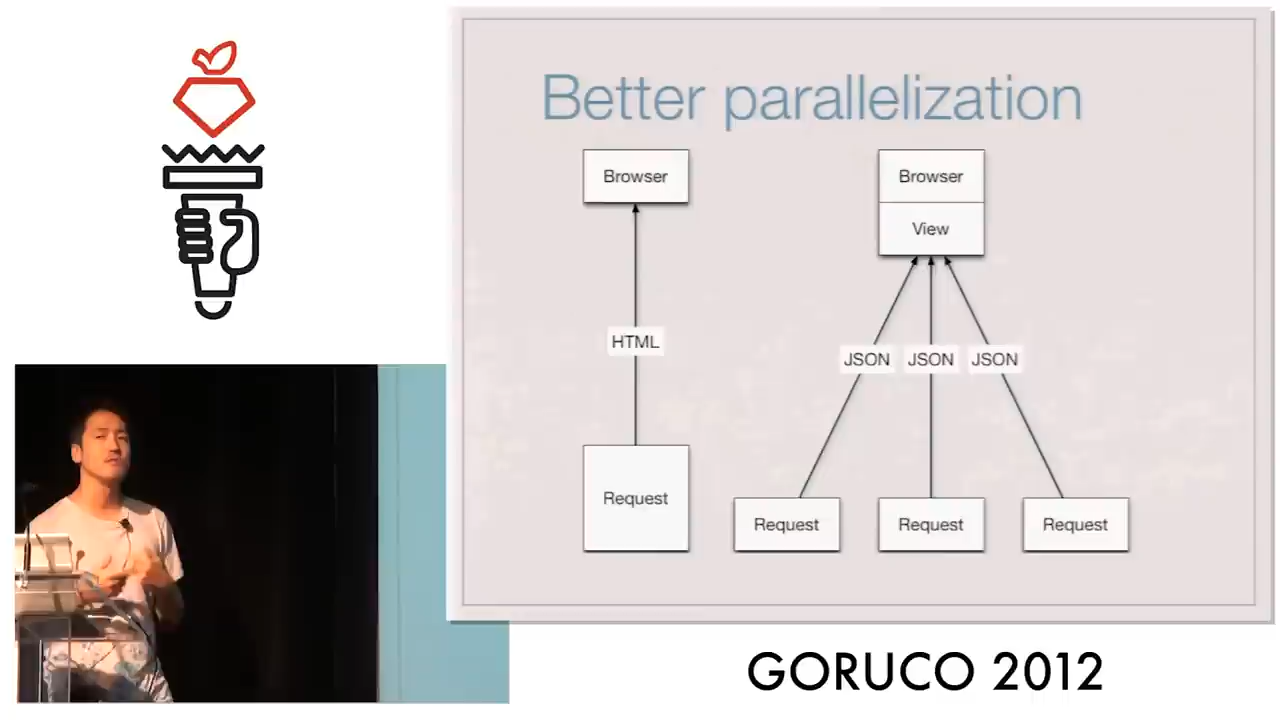 Better parallelization
Browser
Browser
View
HTML
JSON JSON JSON
Request
Request Request Request
GORUCO 2012